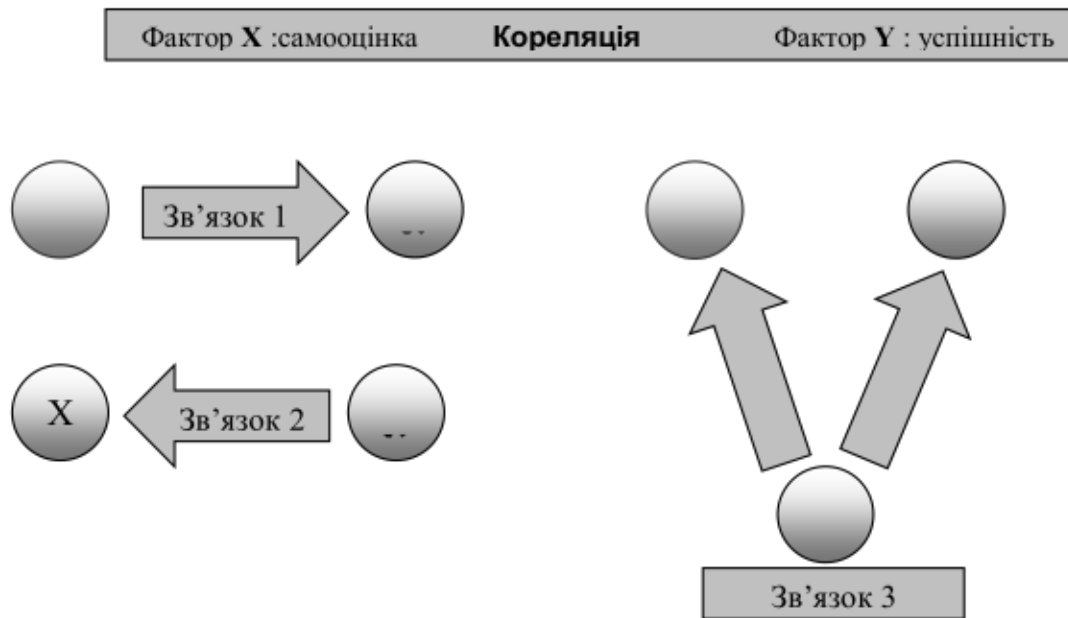 Фактор X :самооцінка Кореляція Фактор Y : успішність
Зв’язок 1
X
Зв’язок 2
Зв’язок 3